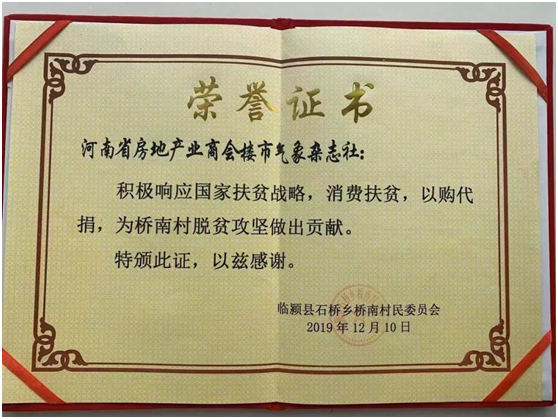 荣誉证书
河南省房地产业商会楼市气象杂志社：
积极响应国家扶贫战略，消费扶贫，以购代
捐，为桥南村脱贫攻坚做出贡献。
特颁此证，以兹感谢。
临颍县石桥乡桥南村民委员会
2019年12月10日